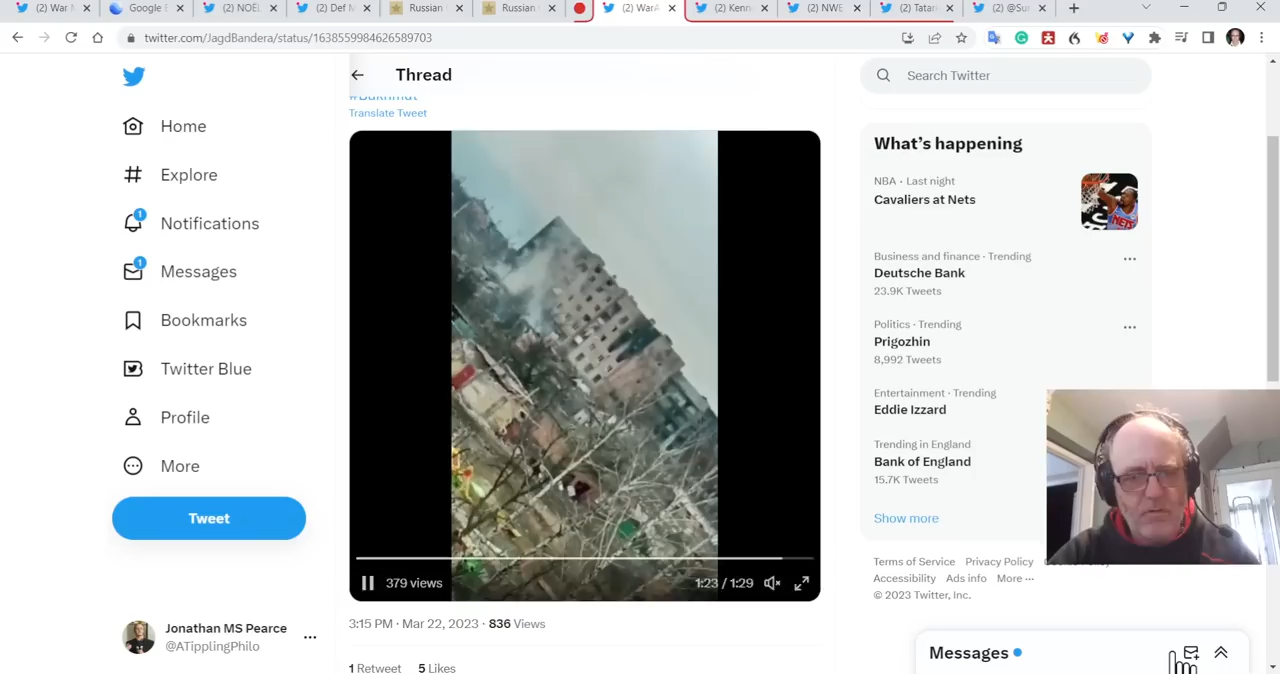 (2) War M
Google E
(2) NOËL
(2) Def M
Russian
Russian
(2) WarA
(2) Kenn
(2) NWE
(2) Tatar
(2) @Sur
twitter.com/JagdBandera/status/1638559984626589703
Thread
#Bakhmut
Translate Tweet
379 views
1:23 / 1:29
3:15 PM · Mar 22, 2023 · 836 Views
1 Retweet 5 Likes
Home
Explore
1
Notifications
1
Messages
Bookmarks
Twitter Blue
Profile
More
Tweet
Jonathan MS Pearce
@ATipplingPhilo
Search Twitter
What's happening
NBA · Last night
Cavaliers at Nets
Business and finance · Trending
Deutsche Bank
23.9K Tweets
Politics · Trending
Prigozhin
8,992 Tweets
Entertainment · Trending
Eddie Izzard
Trending in England
Bank of England
15.7K Tweets
Show more
Terms of Service Privacy Policy
Accessibility Ads info More ···
© 2023 Twitter, Inc.
Messages